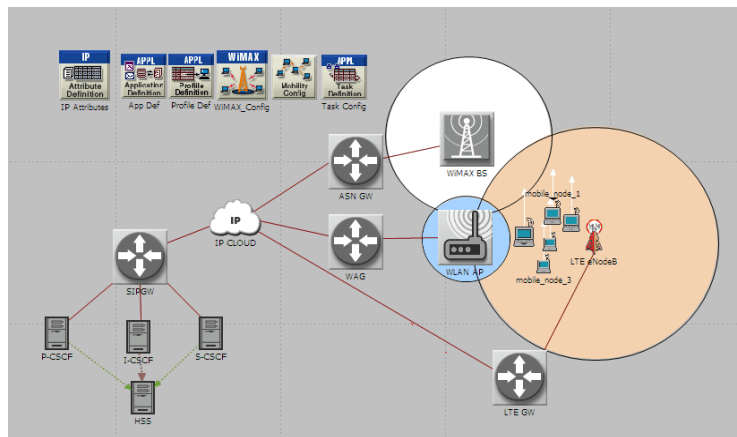 IP
Attribute
Definition
IP Attributes
APPL
Application
Definition
App Def
APPL
Profile
Definition
Profile Def
WiMAX
WiMAX_Config
Mobility
Config
APPL
Task
Definition
Task Config
WiMAX BS
ASN GW
mobile_node_1
IP
IP CLOUD
WAG
WLAN AP
LTE eNodeB
mobile_node_3
SIPGW
P-CSCF
I-CSCF
S-CSCF
HSS
LTE GW